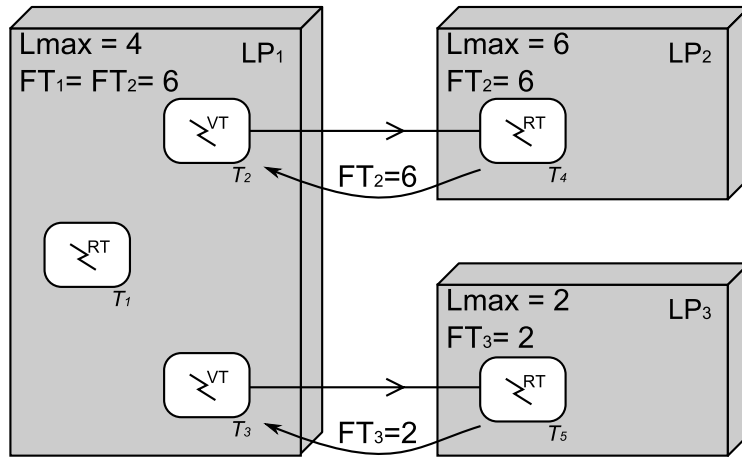 Lmax = 4
LP1
FT1= FT2= 6
VT
T2
RT
T1
VT
T3
FT2=6
FT3=2
Lmax = 6
LP2
FT2= 6
RT
T4
Lmax = 2
LP3
FT3= 2
RT
T5